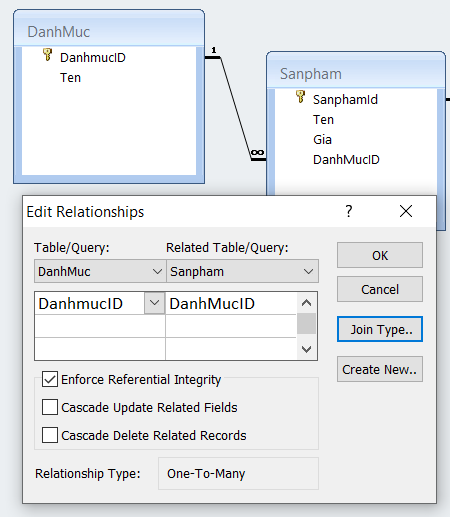 DanhMuc
DanhmucID
Ten
1
∞
Sanpham
SanphamId
Ten
Gia
DanhMucID
Edit Relationships
?
Table/Query:
Related Table/Query:
DanhMuc
Sanpham
DanhmucID
DanhMucID
OK
Cancel
Join Type..
Create New..
Enforce Referential Integrity
Cascade Update Related Fields
Cascade Delete Related Records
Relationship Type:
One-To-Many